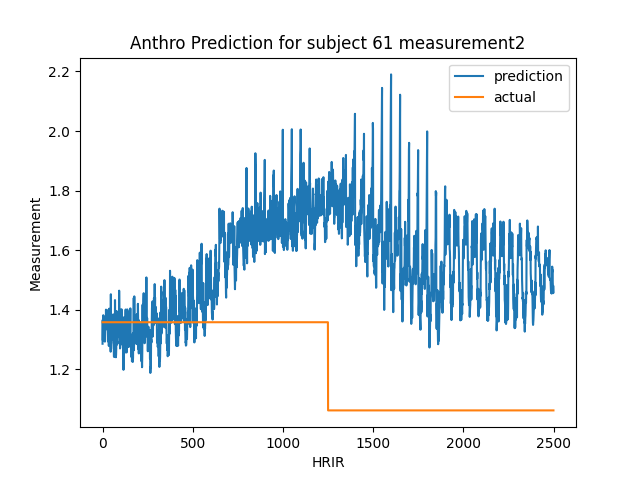 Anthro Prediction for subject 61 measurement2
prediction
actual
Measurement
2.2
2.0
1.8
1.6
1.4
1.2
0 500 1000 1500 2000 2500
HRIR